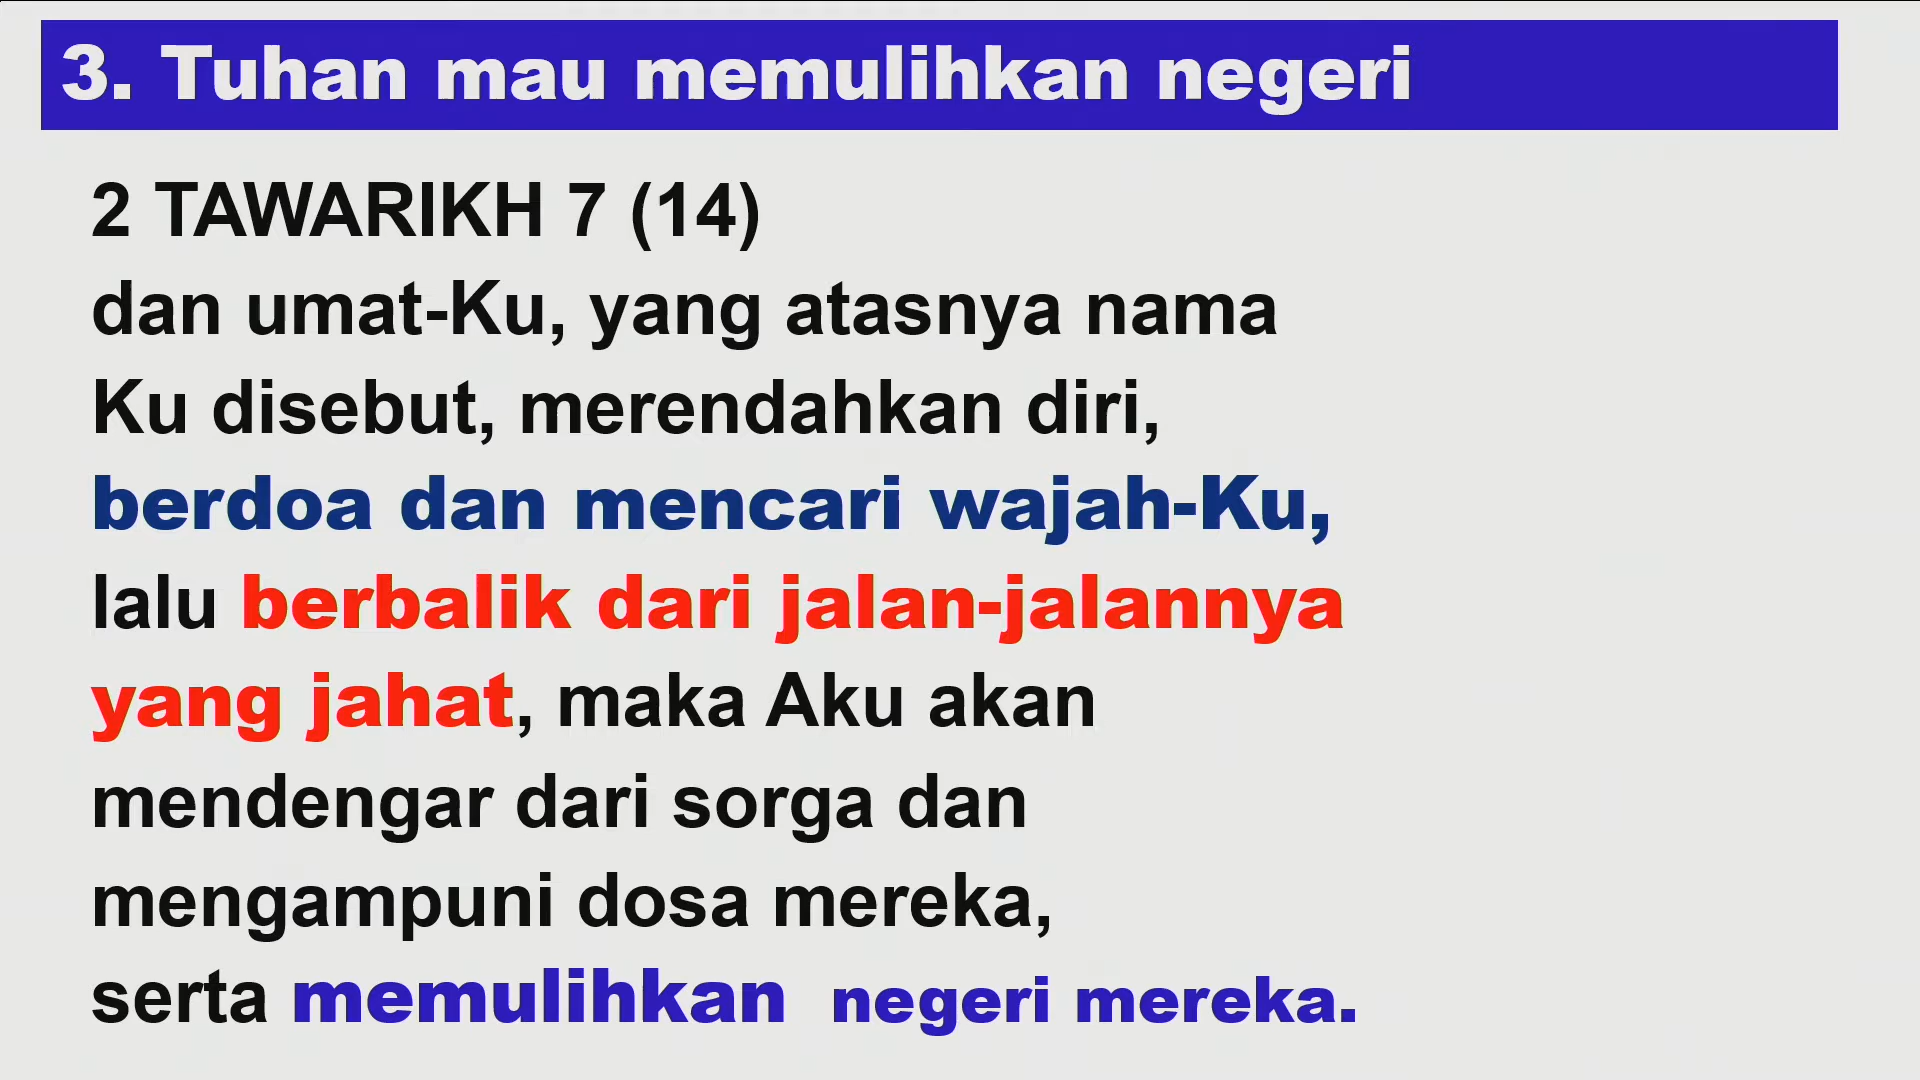 3. Tuhan mau memulihkan negeri
2 TAWARIKH 7 (14)
dan umat-Ku, yang atasnya nama
Ku disebut, merendahkan diri,
berdoa dan mencari wajah-Ku,
lalu berbalik dari jalan-jalannya
yang jahat, maka Aku akan
mendengar dari sorga dan
mengampuni dosa mereka,
serta memulihkan negeri mereka.